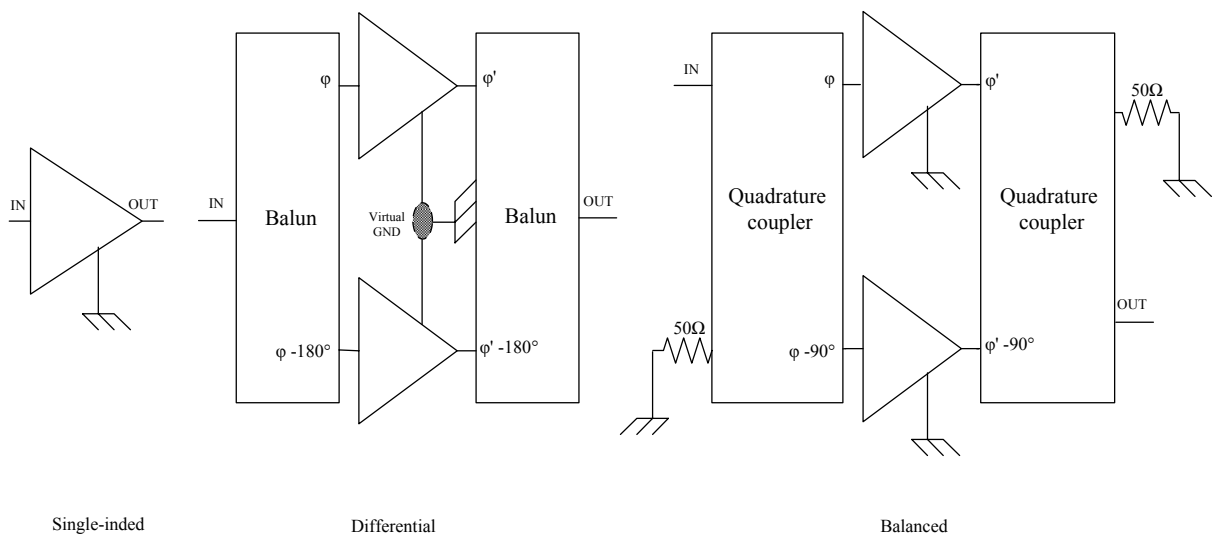 IN
OUT
Single-inded
IN
Balun
φ
φ -180°
Virtual
GND
φ'
φ' -180°
Balun
OUT
Differential
IN
50Ω
Quadrature
coupler
φ
φ -90°
φ'
φ' -90°
Quadrature
coupler
50Ω
OUT
Balanced